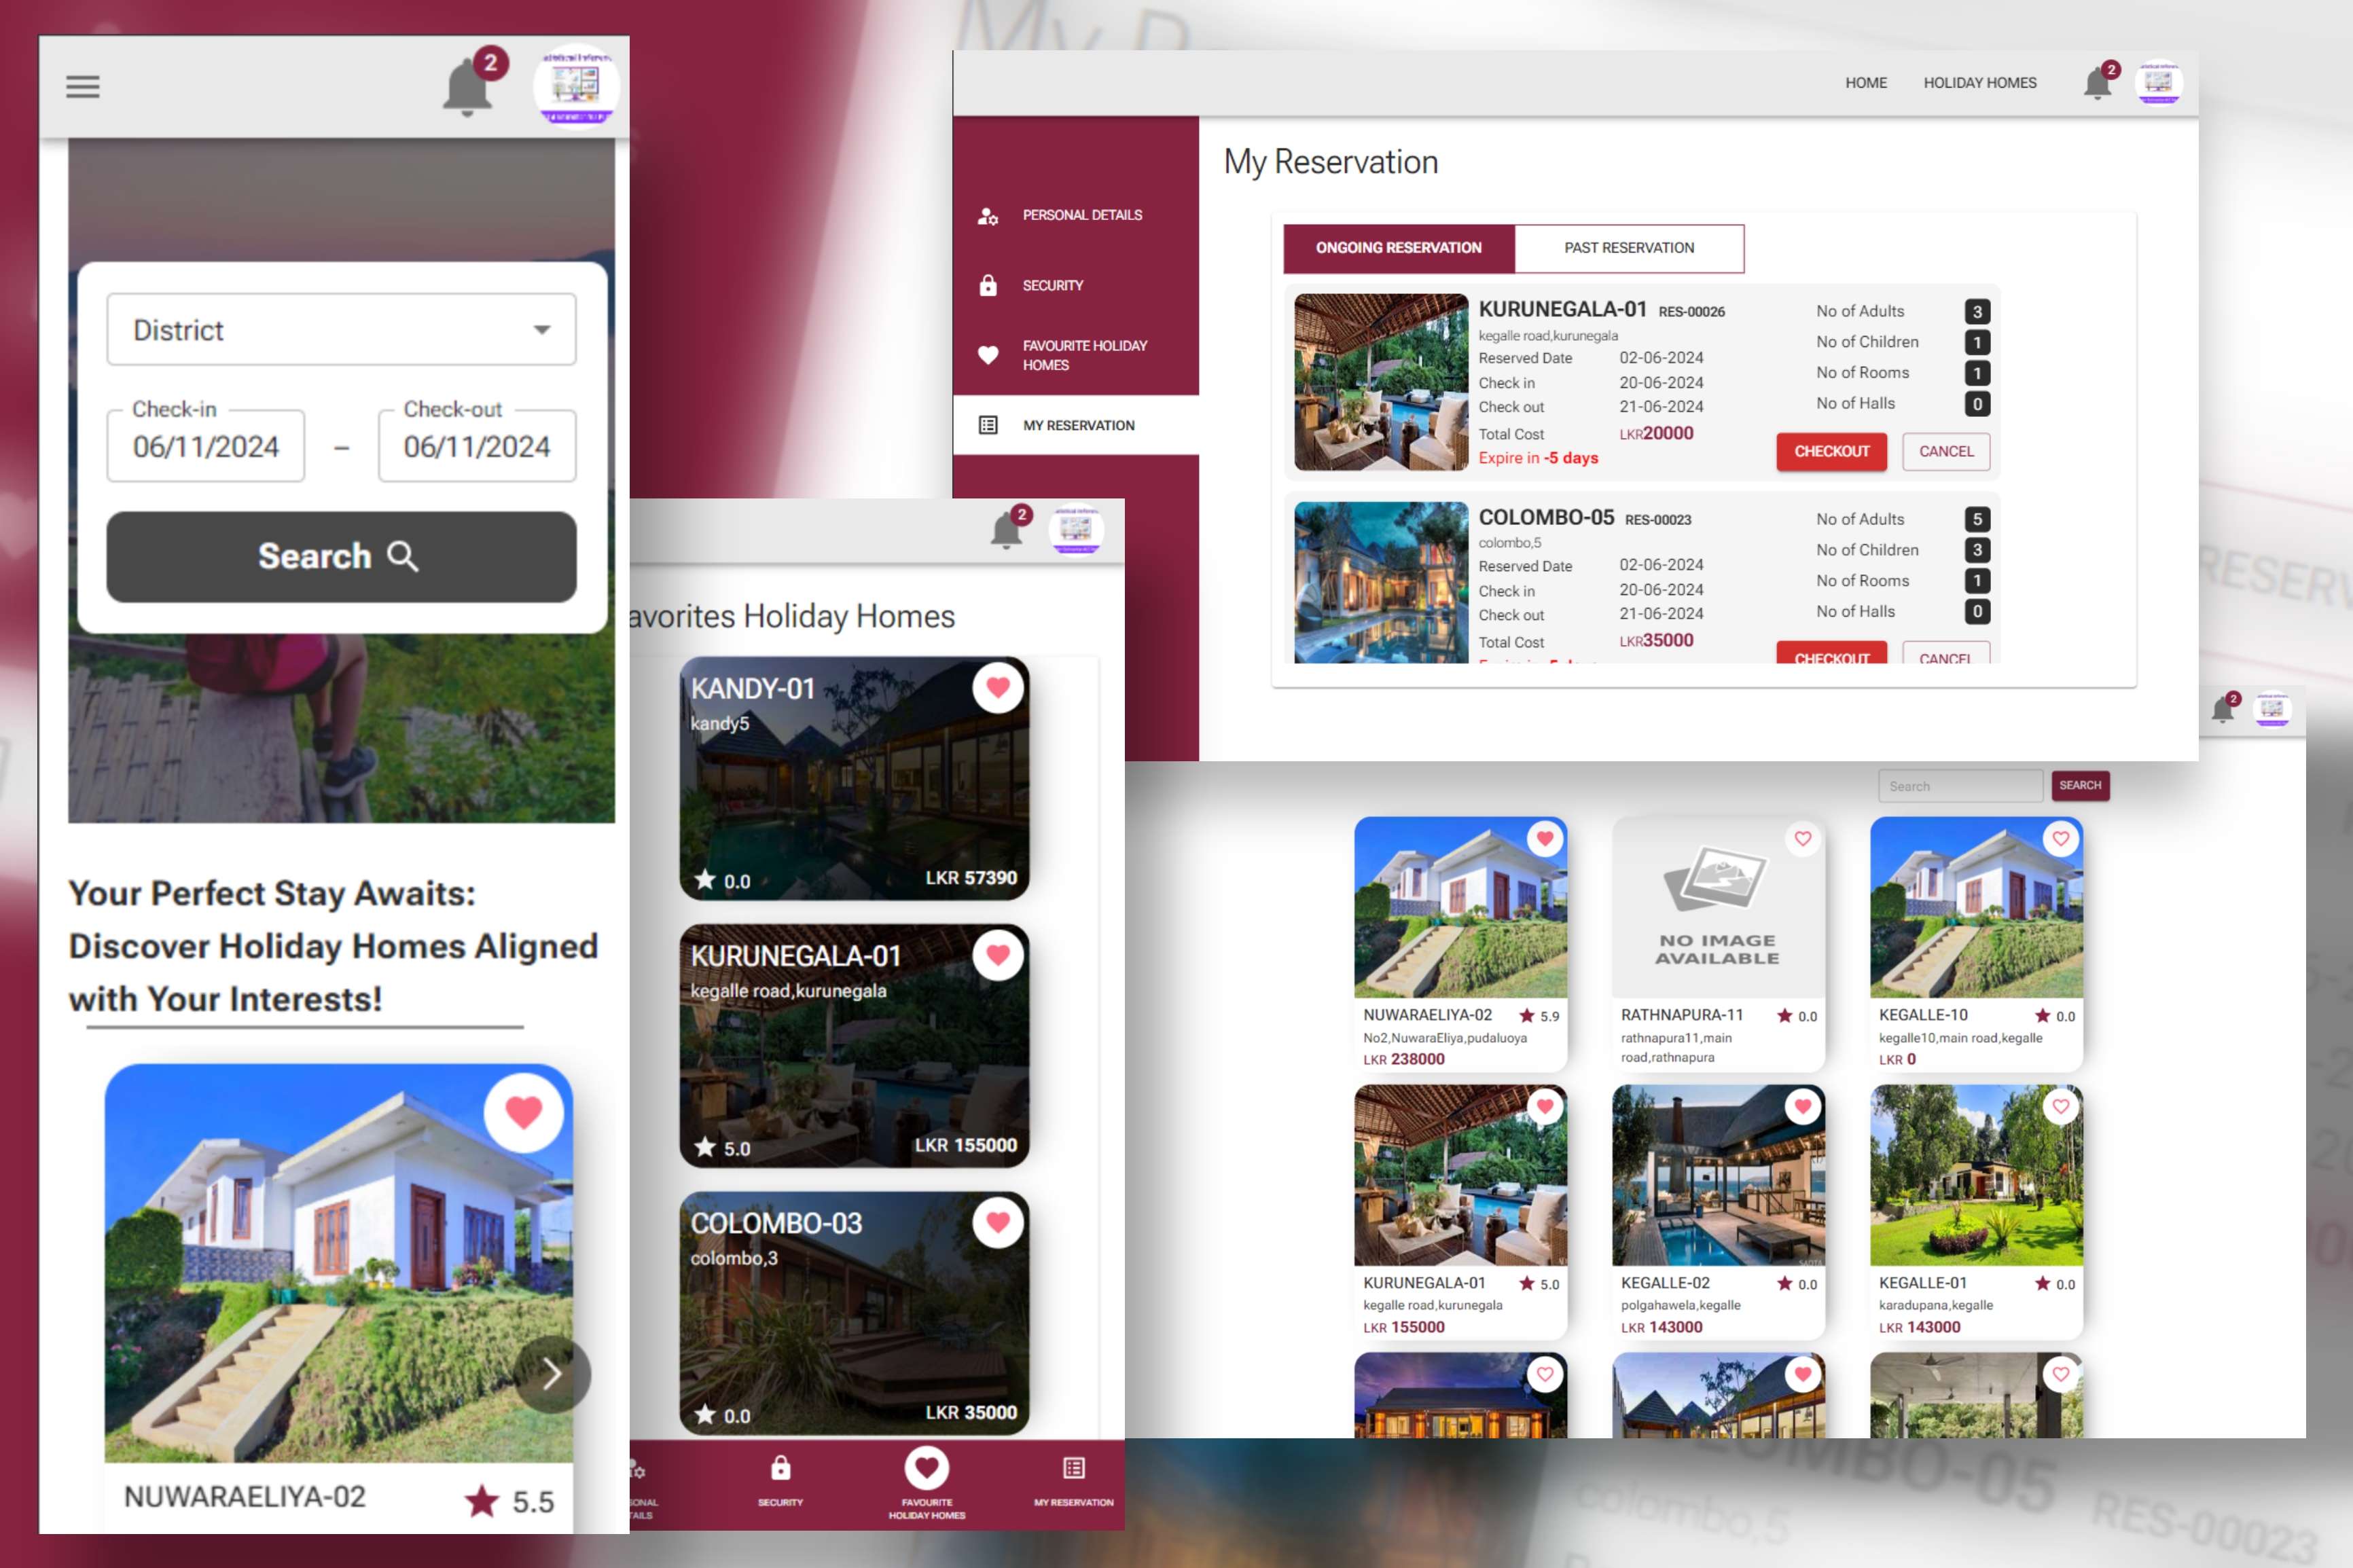 2
District
Check-in
Check-out
06/11/2024
–
06/11/2024
Search
Your Perfect Stay Awaits:
Discover Holiday Homes Aligned
with Your Interests!
NUWARAELIYA-02
5.5
2
avorites Holiday Homes
KANDY-01
kandy5
0.0
LKR 57390
KURUNEGALA-01
kegalle road,kurunegala
5.0
LKR 155000
COLOMBO-03
colombo,3
0.0
LKR 35000
SECURITY
FAVOURITE
HOLIDAY HOMES
MY RESERVATION
HOME
HOLIDAY HOMES
2
PERSONAL DETAILS
SECURITY
FAVOURITE HOLIDAY
HOMES
MY RESERVATION
My Reservation
ONGOING RESERVATION
PAST RESERVATION
KURUNEGALA-01 RES-00026
kegalle road,kurunegala
Reserved Date 02-06-2024
Check in 20-06-2024
Check out 21-06-2024
Total Cost LKR20000
Expire in -5 days
No of Adults 3
No of Children 1
No of Rooms 1
No of Halls 0
CHECKOUT
CANCEL
COLOMBO-05 RES-00023
colombo,5
Reserved Date 02-06-2024
Check in 20-06-2024
Check out 21-06-2024
Total Cost LKR35000
No of Adults 5
No of Children 3
No of Rooms 1
No of Halls 0
CHECKOUT
CANCEL
2
Search
SEARCH
NUWARAELIYA-02 5.9
No2,NuwaraEliya,pudaluoya
LKR 238000
NO IMAGE
AVAILABLE
RATHNAPURA-11 0.0
rathnapura11,main
road,rathnapura
KEGALLE-10 0.0
kegalle10,main road,kegalle
LKR 0
KURUNEGALA-01 5.0
kegalle road,kurunegala
LKR 155000
KEGALLE-02 0.0
polgahawela,kegalle
LKR 143000
KEGALLE-01 0.0
karadupana,kegalle
LKR 143000
RES-00023